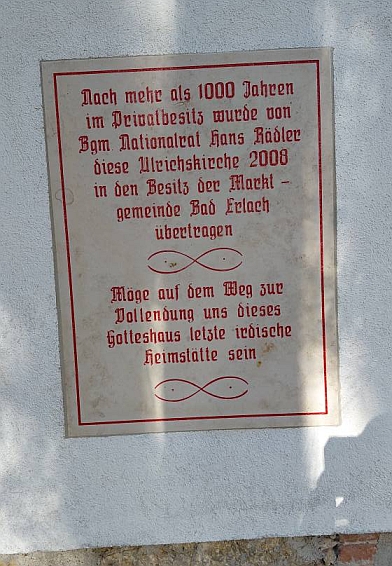 Nach mehr als 1000 Jahren
im Privatbesitz wurde von
Bgm Nationalrat Hans Rädler
diese Ulrichskirche 2008
in den Besitz der Markt -
gemeinde Bad Erlach
übertragen
Möge auf dem Weg zur
Vollendung uns dieses
Gotteshaus letzte irdische
Heimstätte sein